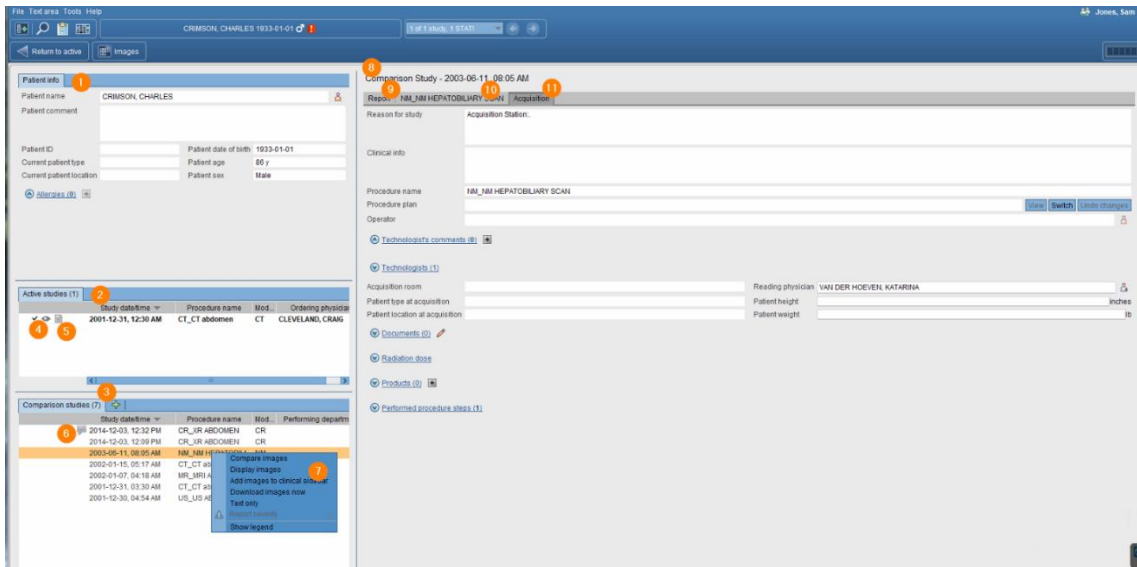 File Text area Tools Help
Jones, Sam
CRIMSON, CHARLES 1933-01-01
1 of 1 study, 1 STAT!
Return to active
Images
Patient info
1
Patient name CRIMSON, CHARLES
Patient comment
Patient ID Patient date of birth 1933-01-01
Current patient type Patient age 86 y
Current patient location Patient sex Male
Allergies (0)
Active studies (1)
2
Study date/time Procedure name Mod... Ordering physician
2001-12-31, 12:30 AM CT_CT abdomen CT CLEVELAND, CRAIG
4
5
3
Comparison studies (7)
Study date/time Procedure name Mod... Performing departm
2014-12-03, 12:32 PM CR_XR ABDOMEN CR
6
2014-12-03, 12:09 PM CR_XR ABDOMEN CR
2003-06-11, 08:05 AM NM_NM HEPATOBILI NM
2002-01-15, 05:17 AM CT_CT ab
2002-01-07, 04:18 AM MR_MRI A
2001-12-31, 03:30 AM CT_CT ab
2001-12-30, 04:54 AM US_US AB
Compare images
Display images
7
Add images to clinical sidebar
Download images now
Text only
Show legend
8
Comparison Study - 2003-06-11, 08:05 AM
9
10
11
Report NM_NM HEPATOBILIARY SCAN Acquisition
Reason for study Acquisition Station:.
Clinical info
Procedure name NM_NM HEPATOBILIARY SCAN
Procedure plan View Switch Undo changes
Operator
Technologist's comments (0)
Technologists (1)
Acquisition room Reading physician VAN DER HOEVEN, KATARINA
Patient type at acquisition Patient height inches
Patient location at acquisition Patient weight lb
Documents (0)
Radiation dose
Products (0)
Performed procedure steps (1)